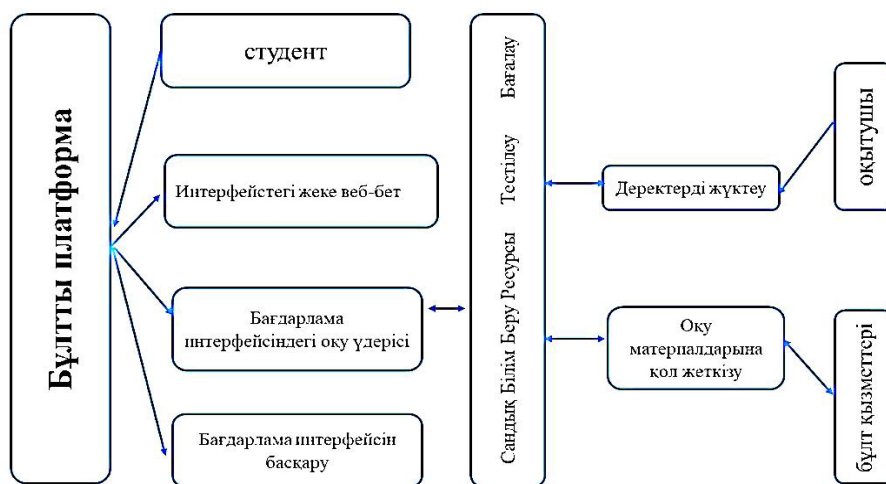 Бұлтты платформа
студент
Интерфейстегі жеке веб-бет
Бағдарлама
интерфейсіндегі оқу үдерісі
Бағдарлама интерфейсін
басқару
Сандық Білім Беру Ресурсы Тестілеу Бағалау
Деректерді жүктеу
Оқу
материалдарына
қол жеткізу
оқытушы
бұлт қызметтері